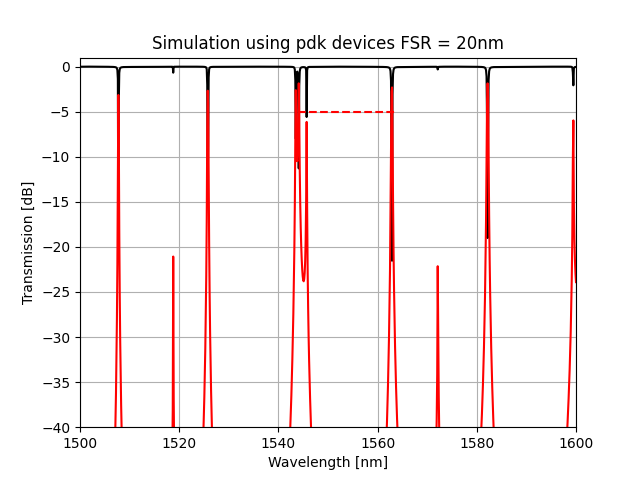 Simulation using pdk devices FSR = 20nm
0
−5
−10
−15
−20
−25
−30
−35
−40
Transmission [dB]
1500 1520 1540 1560 1580 1600
Wavelength [nm]